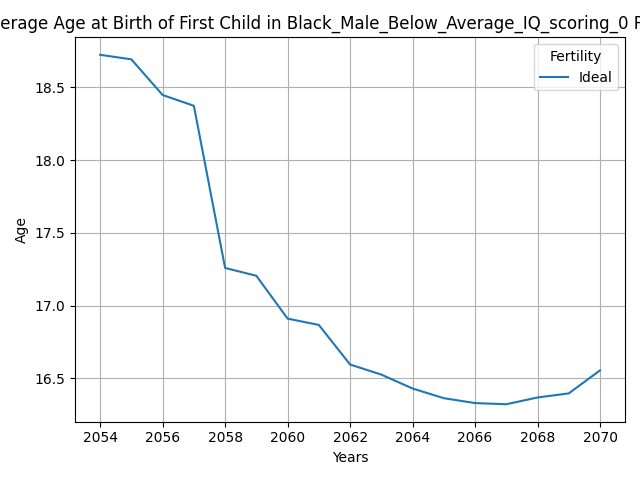 erage Age at Birth of First Child in Black_Male_Below_Average_IQ_scoring_0
Fertility
Ideal
18.5
18.0
17.5
17.0
16.5
Age
2054 2056 2058 2060 2062 2064 2066 2068 2070
Years